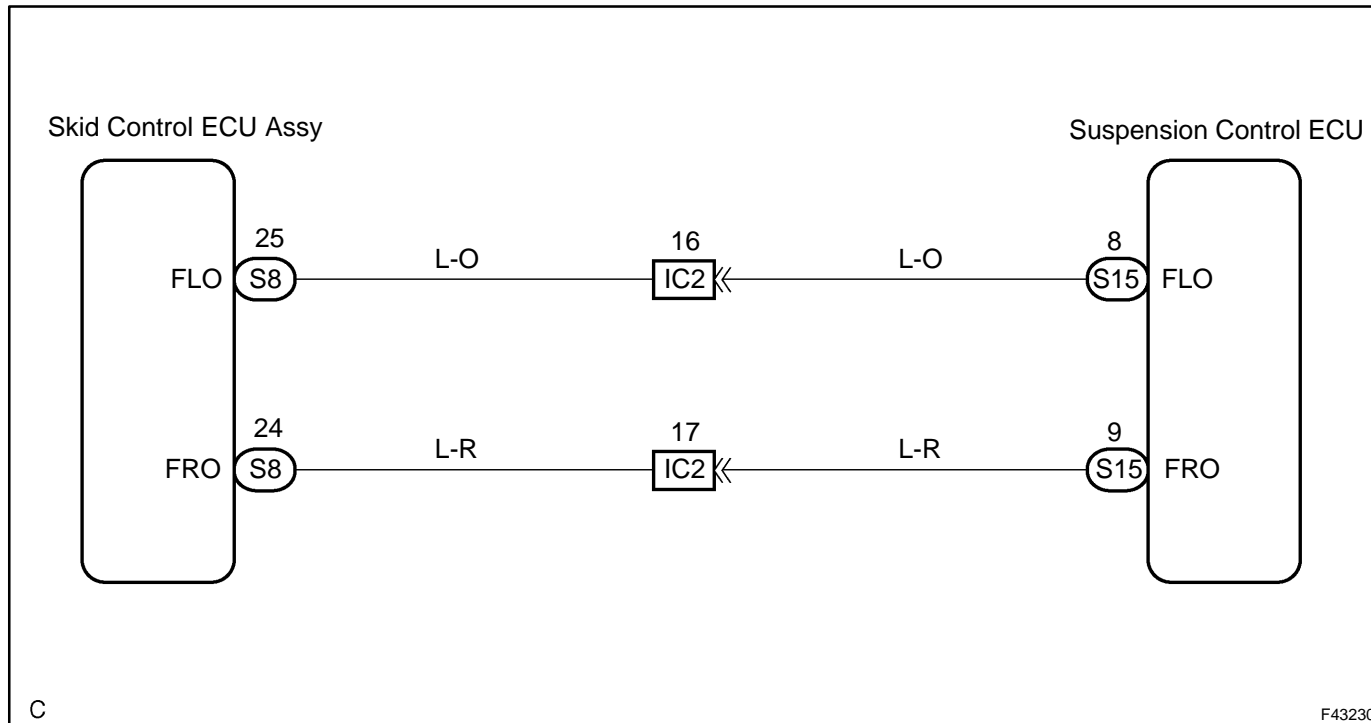 Skid Control ECU Assy
Suspension Control ECU
25
16
8
L-O
L-O
FLO
S8
IC2
S15
FLO
24
17
9
L-R
L-R
FRO
S8
IC2
S15
FRO
C
F43230